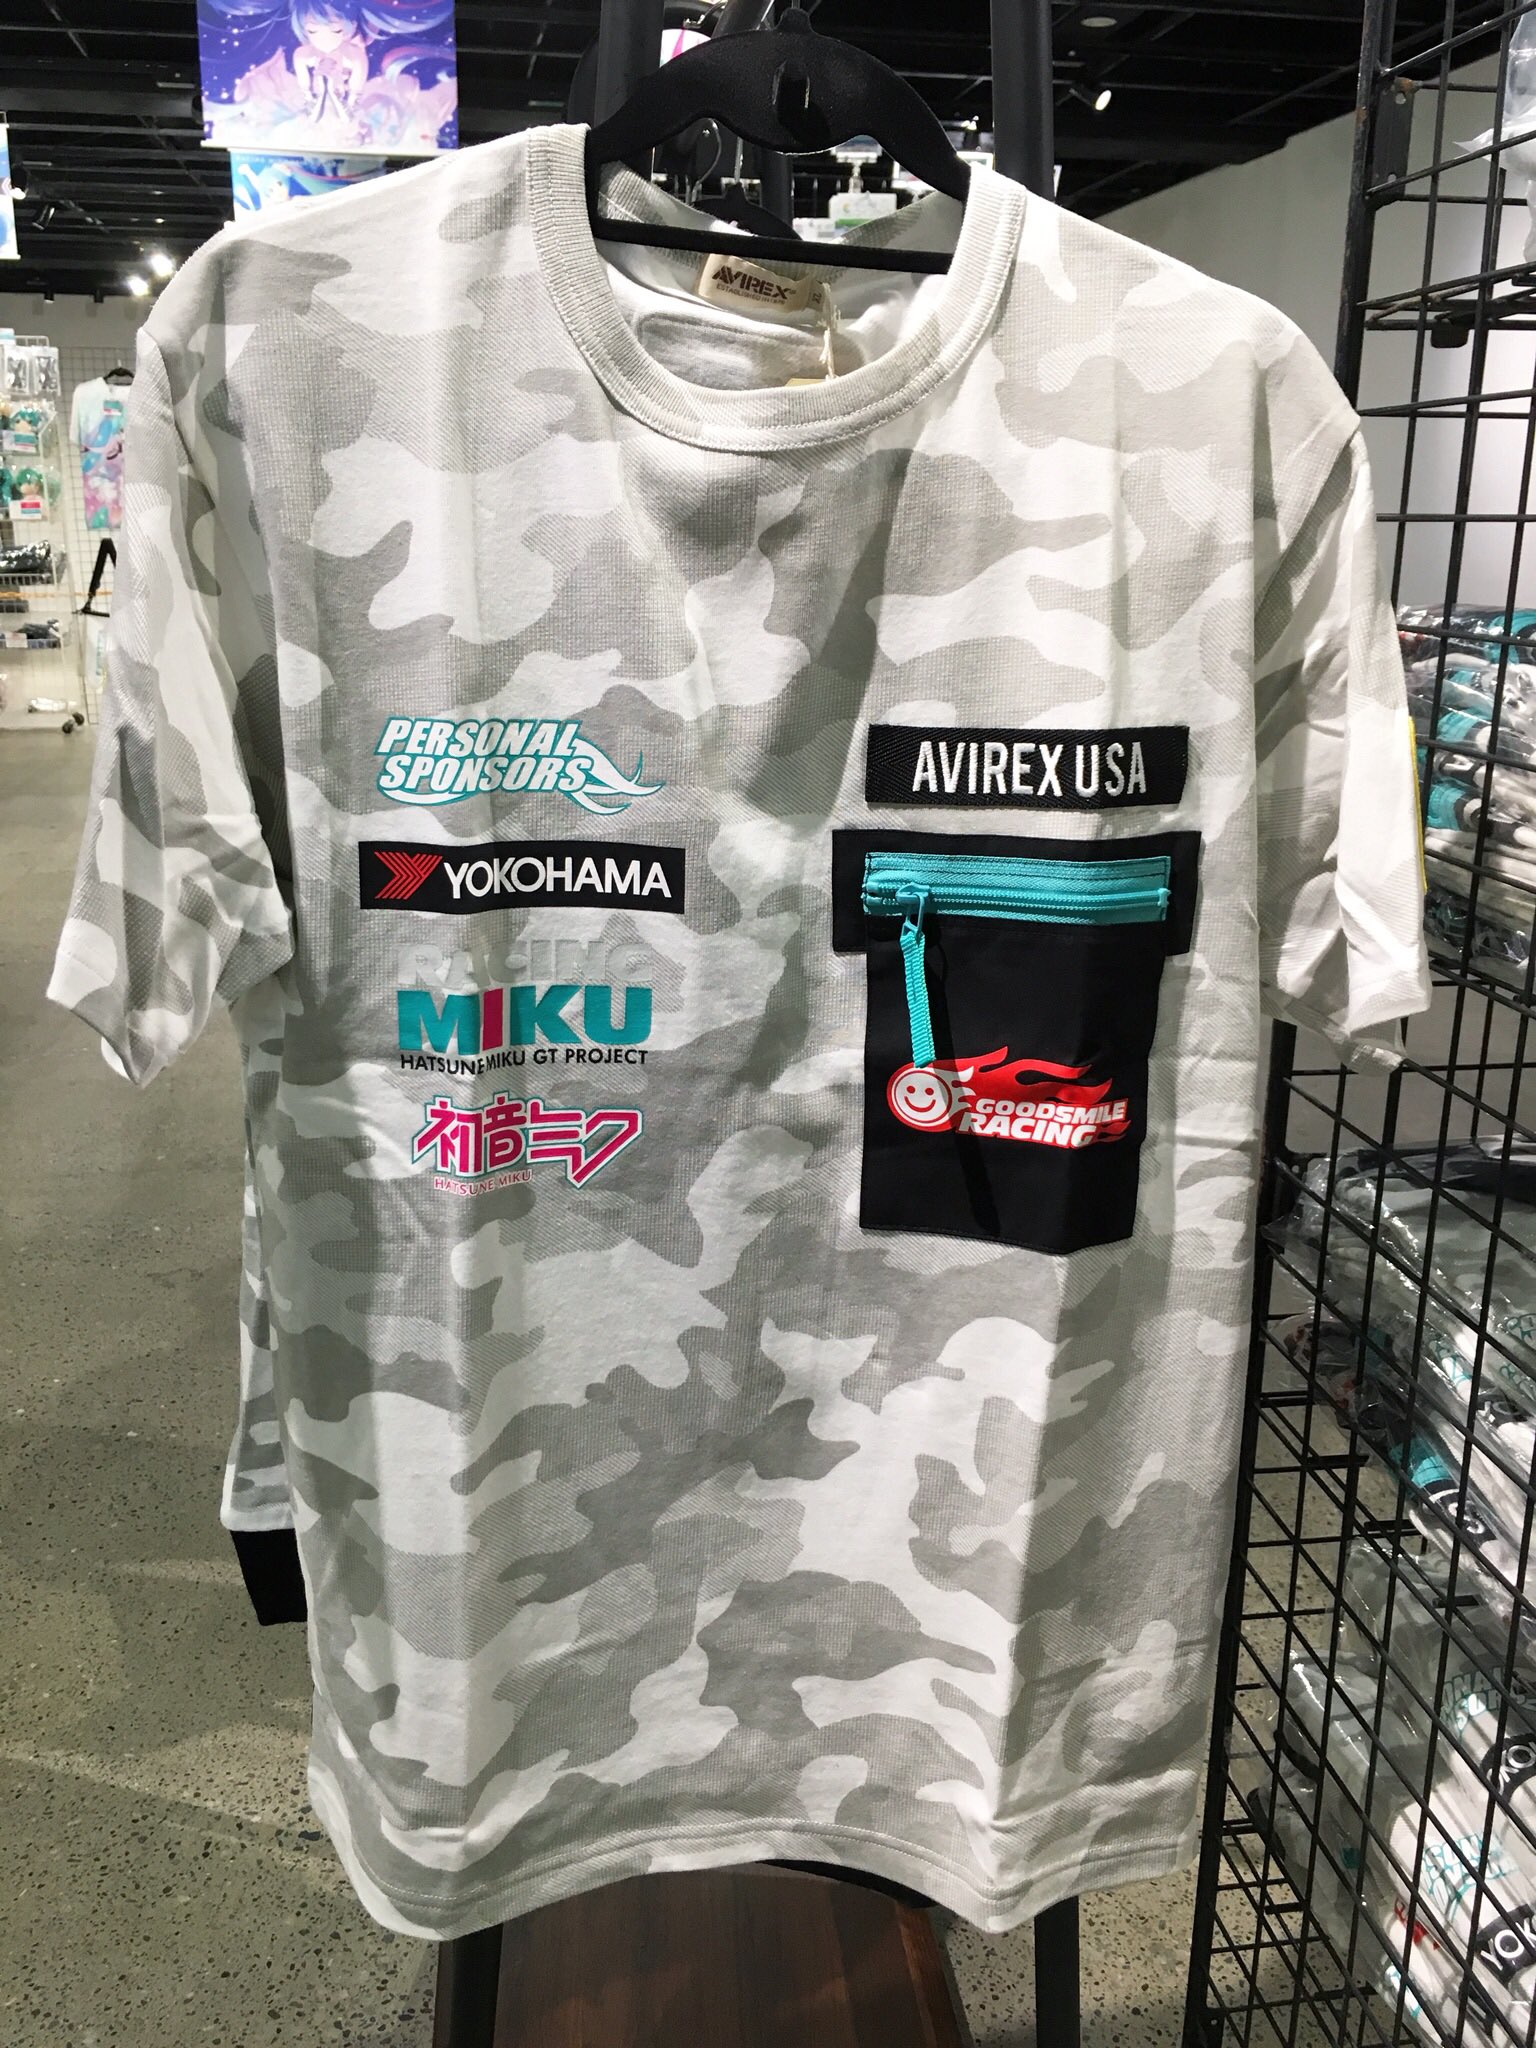 AVIREX
PERSONAL
SPONSORS
YOKOHAMA
RACING
MIKU
HATSUNE MIKU GT PROJECT
初音ミク
HATSUNE MIKU
AVIREX USA
GOODSMILE
RACING